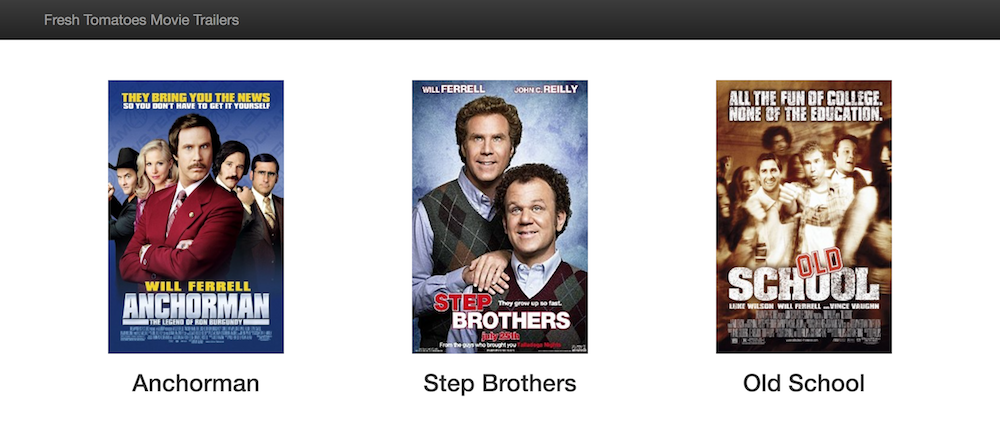 Fresh Tomatoes Movie Trailers
THEY BRING YOU THE NEWS
SO YOU DON'T HAVE TO GET IT YOURSELF
WILL FERRELL
ANCHORMAN
THE LEGEND OF RON BURGUNDY
Anchorman
WILL FERRELL JOHN C. REILLY
STEP
They grow up so fast.
BROTHERS
july 25th
From the guys who brought you Talladega Nights
Step Brothers
ALL THE FUN OF COLLEGE.
NONE OF THE EDUCATION.
OLD
SCHOOL
LUKE WILSON WILL FERRELL AND VINCE VAUGHN
Old School